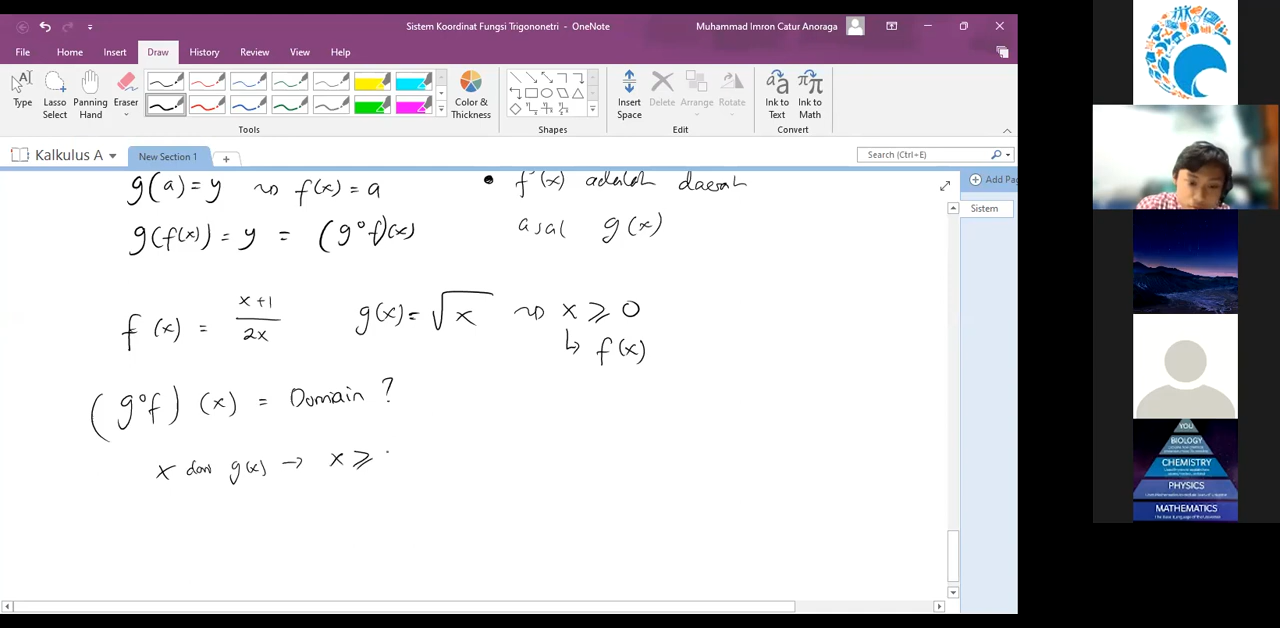 Sistem Koordinat Fungsi Trigononetri - OneNote
Muhammad Imron Catur Anoraga
File Home Insert Draw History Review View Help
Type
Lasso Select
Panning Hand
Eraser
Color & Thickness
Insert Space
Delete
Arrange
Rotate
Ink to Text
Ink to Math
Tools Shapes Edit Convert
Kalkulus A
New Section 1
Search (Ctrl+E)
Add Pag
Sistem
g(a) = y ~> f(x) = a
• f(x) adalah daerah
g(f(x)) = y = (g∘f)(x)
asal g(x)
f(x) = x+1 / 2x
g(x) = √x ~> x ≥ 0
↳ f(x)
(g∘f)(x) = Domain ?
x dari g(x) → x ≥
YOU
BIOLOGY
CHEMISTRY
PHYSICS
MATHEMATICS